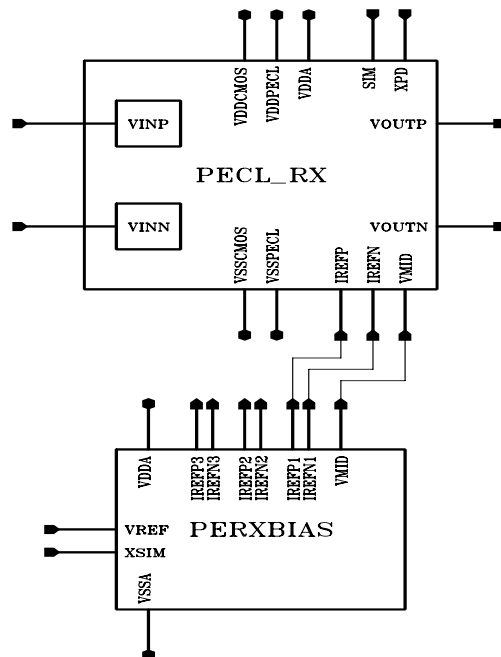 VDDCMOS
VDDPECL
VDDA
SIM
XPD
VINP
VOUTP
PECL_RX
VINN
VOUTN
VSSCMOS
VSSPECL
IREFP
IREFN
VMID
VDDA
IREFP3
IREFN3
IREFP2
IREFN2
IREFP1
IREFN1
VMID
VREF
PERXBIAS
XSIM
VSSA